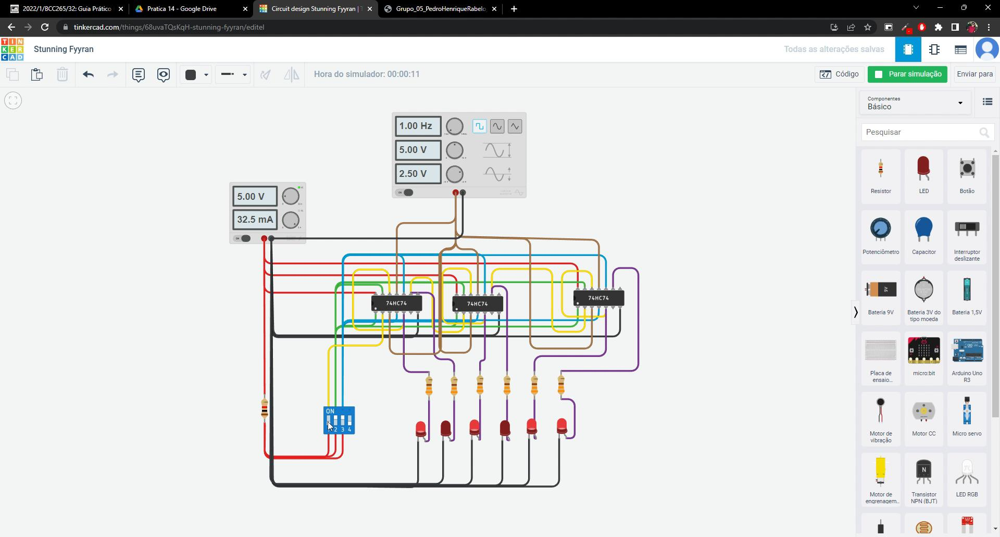 2022/1/BCC265/32: Guia Prático
Pratica 14 - Google Drive
Circuit design Stunning Fyyran |
Grupo_05_PedroHenriqueRabelo
tinkercad.com/things/68uvaTQsKqH-stunning-fyyran/editel
TIN
KER
CAD
Stunning Fyyran
Todas as alterações salvas
Hora do simulador: 00:00:11
Código
Parar simulação
Enviar para
Componentes
Básico
Pesquisar
1.00 Hz
5.00 V
2.50 V
ON
5.00 V
32.5 mA
ON
74HC74
74HC74
74HC74
ON
2 3 4
Resistor
LED
Botão
Potenciômetro
Capacitor
Interruptor
deslizante
9V
Bateria 9V
Bateria 3V do
tipo moeda
Bateria 1,5V
Placa de
ensaio...
micro:bit
Arduino Uno
R3
Motor de
vibração
Motor CC
Micro servo
N
Motor de
engrenagem...
Transistor
NPN (BJT)
LED RGB